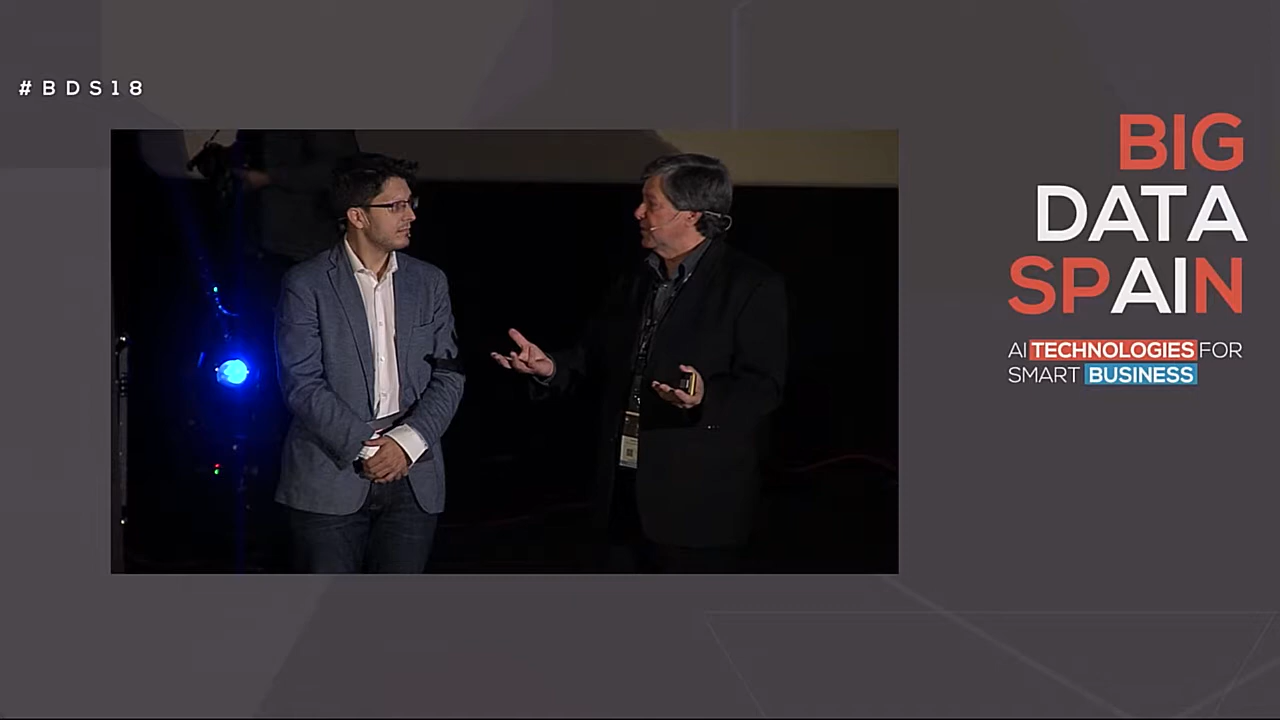 #BDS18
BIG
DATA
SPAIN
AI TECHNOLOGIES FOR
SMART BUSINESS